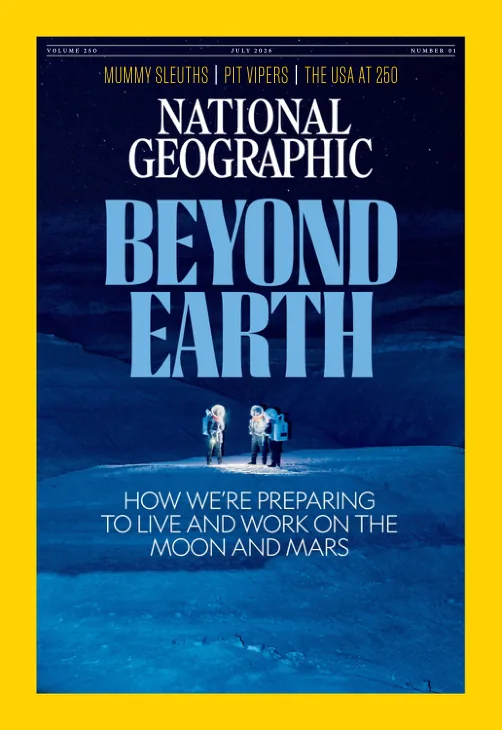 VOLUME 250 JULY 2026 NUMBER 01
MUMMY SLEUTHS | PIT VIPERS | THE USA AT 250
NATIONAL
GEOGRAPHIC
BEYOND
EARTH
HOW WE'RE PREPARING
TO LIVE AND WORK ON THE
MOON AND MARS